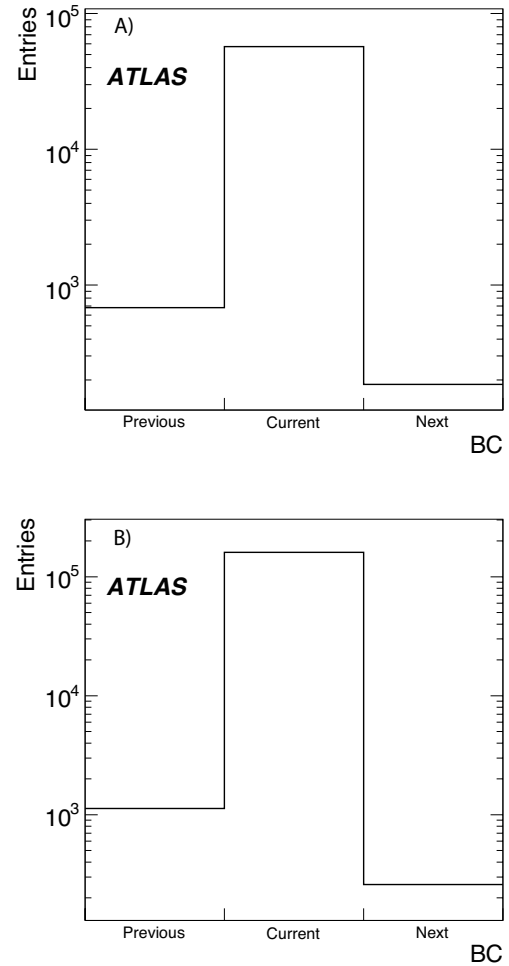 Entries
10^5
A)
ATLAS
10^4
10^3
Previous Current Next
BC
Entries
B)
10^5
ATLAS
10^4
10^3
Previous Current Next
BC